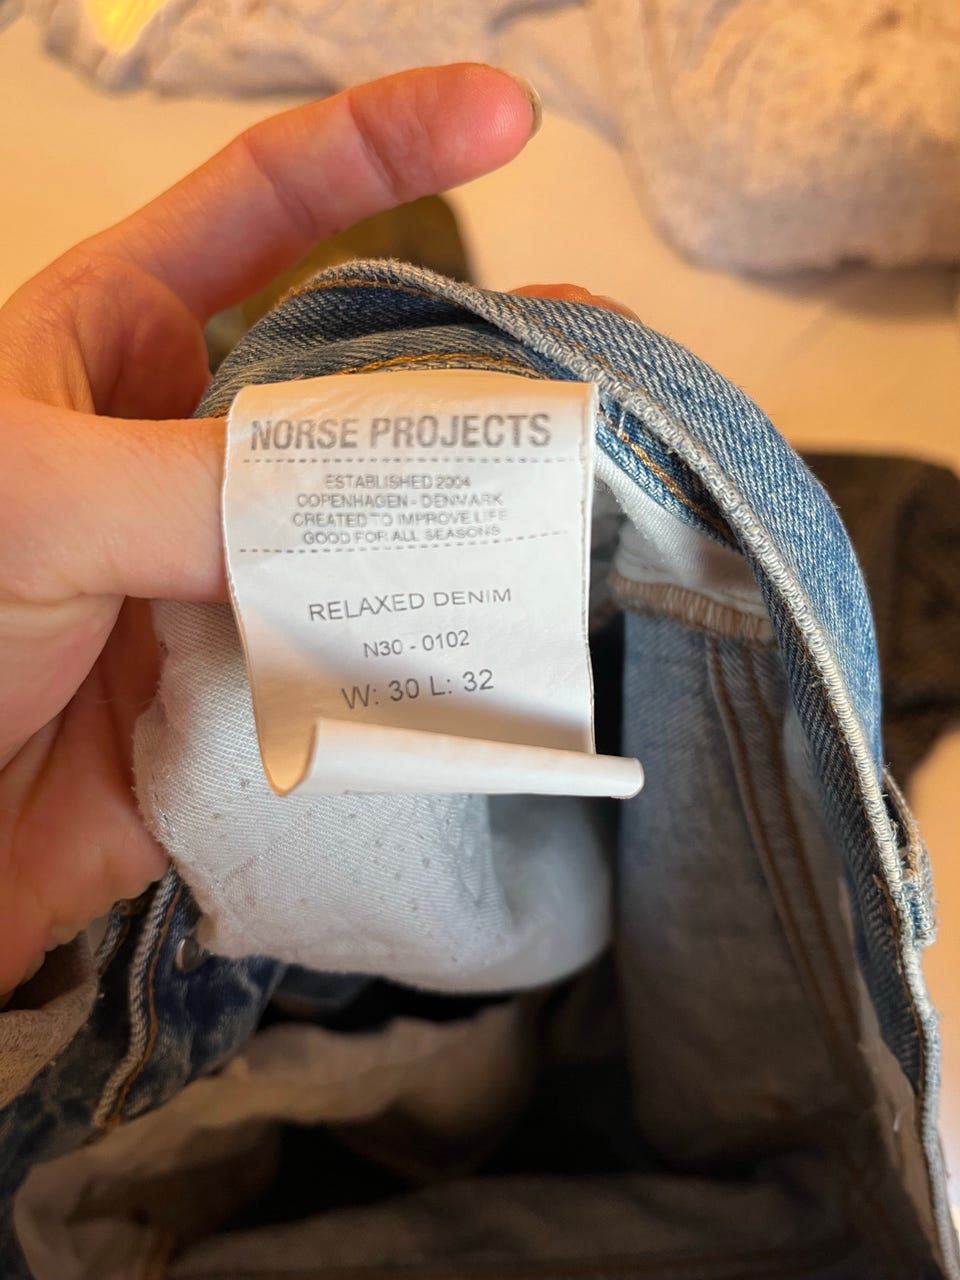 NORSE PROJECTS
ESTABLISHED 2004
COPENHAGEN - DENMARK
CREATED TO IMPROVE LIFE
GOOD FOR ALL SEASONS
RELAXED DENIM
N30 - 0102
W: 30 L: 32